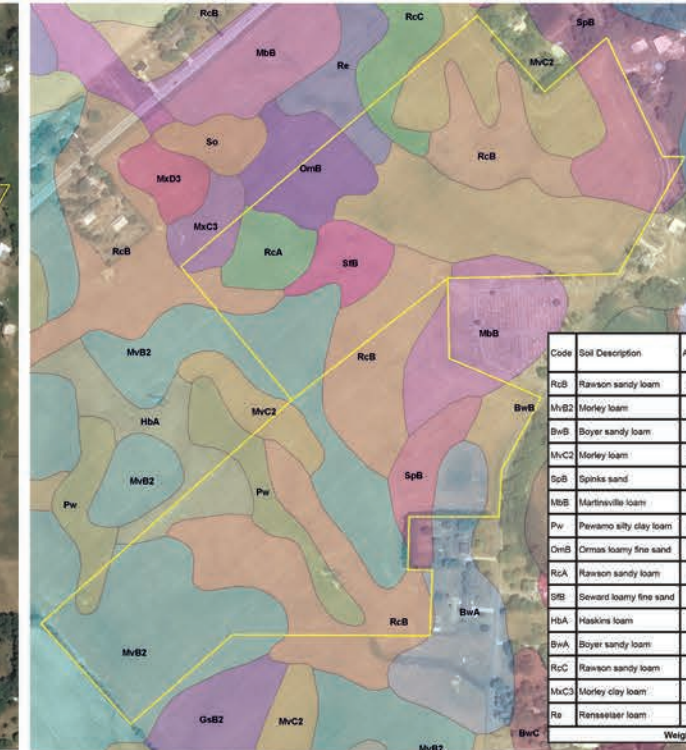 RcB
RcC
SpB
MbB
MvC2
Re
So
OmB
RcB
MxD3
MxC3
RcB
RcA
SfB
MbB
MvB2
RcB
MvC2
BwB
HbA
MvB2
SpB
Pw
Pw
BwA
RcB
MvB2
GsB2
MvC2
MvB2
BwC
Code Soil Description A
RcB Rawson sandy loam
MvB2 Morley loam
BwB Boyer sandy loam
MvC2 Morley loam
SpB Spinks sand
MbB Martinsville loam
Pw Pewamo silty clay loam
OmB Ormas loamy fine sand
RcA Rawson sandy loam
SfB Seward loamy fine sand
HbA Haskins loam
BwA Boyer sandy loam
RcC Rawson sandy loam
MxC3 Morley clay loam
Re Rensselaer loam
Weig